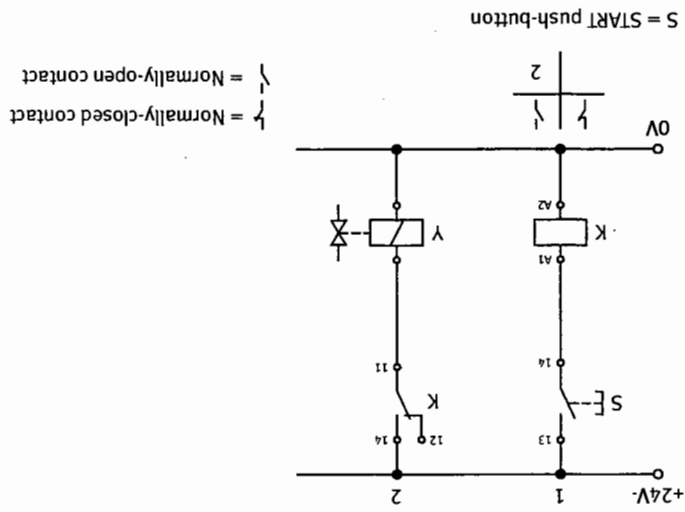 +24V-
1 2
13 12 14
S K
14 11
A1
K Y
A2
0V
= Normally-closed contact
= Normally-open contact
2
S = START push-button